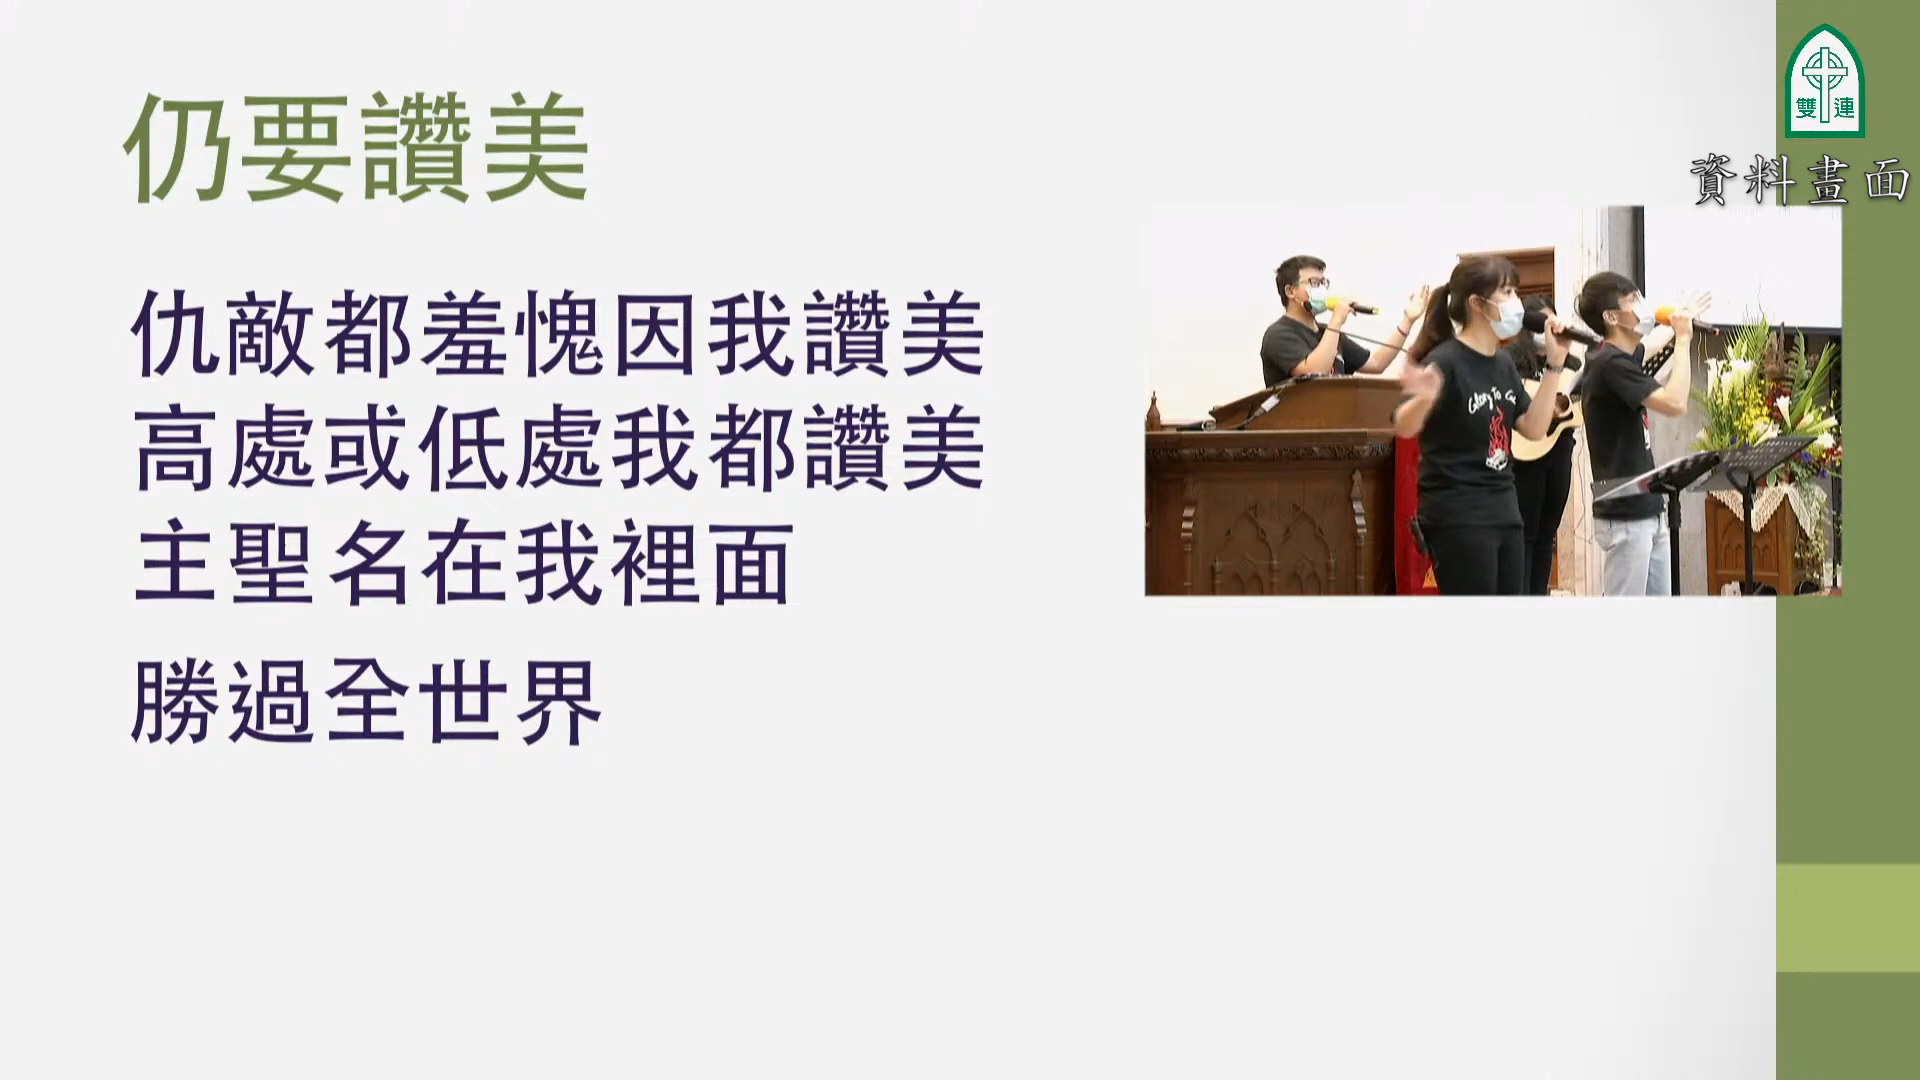 仍要讚美
仇敵都羞愧因我讚美
高處或低處我都讚美
主聖名在我裡面
勝過全世界
雙連
資料畫面
Glory To